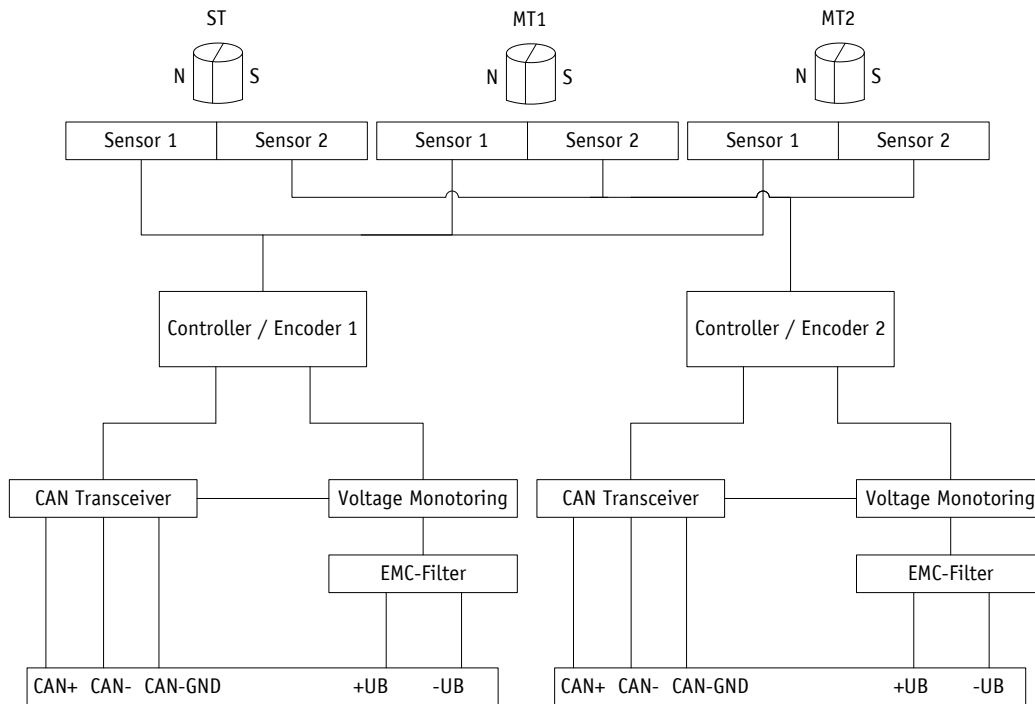 ST MT1 MT2
N S N S N S
Sensor 1 Sensor 2 Sensor 1 Sensor 2 Sensor 1 Sensor 2
Controller / Encoder 1 Controller / Encoder 2
CAN Transceiver Voltage Monotoring CAN Transceiver Voltage Monotoring
EMC-Filter EMC-Filter
CAN+ CAN- CAN-GND +UB -UB CAN+ CAN- CAN-GND +UB -UB